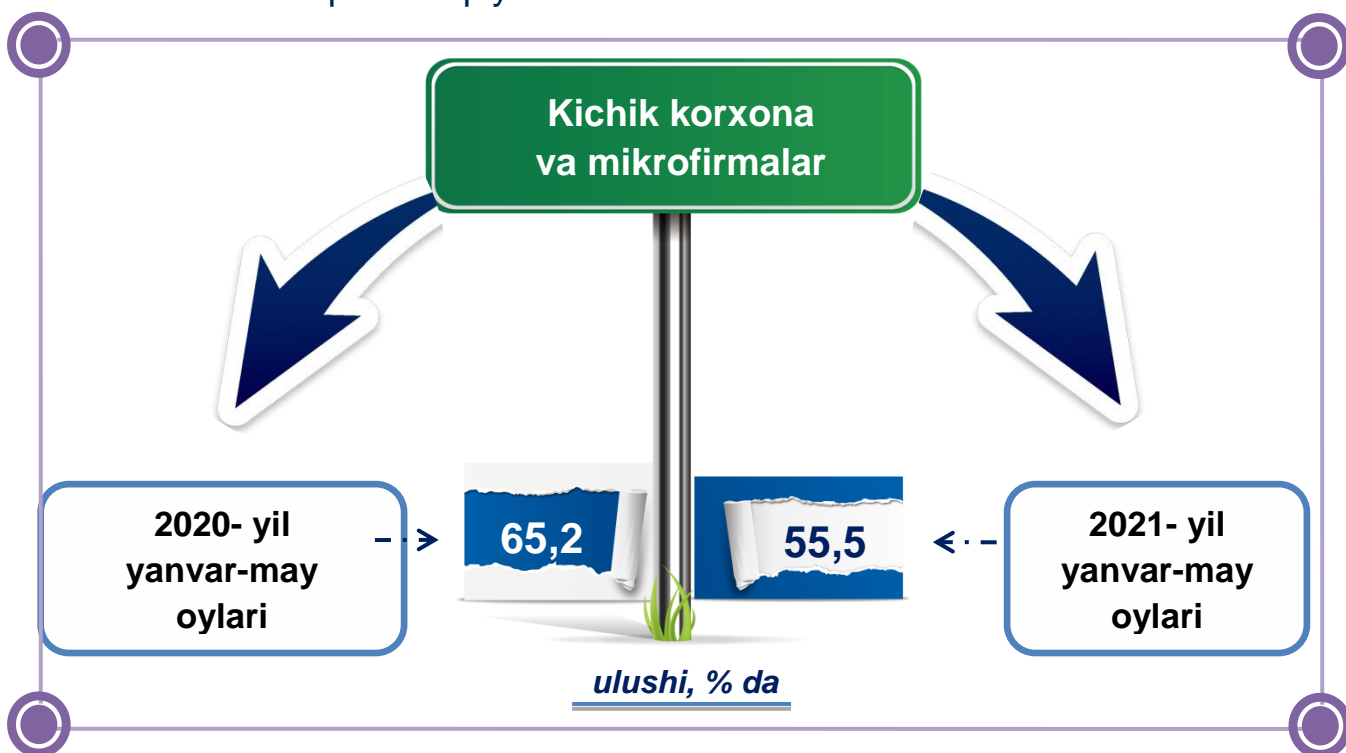 Kichik korxona
va mikrofirmalar
2020- yil
yanvar-may
oylari
65,2
55,5
2021- yil
yanvar-may
oylari
ulushi, % da